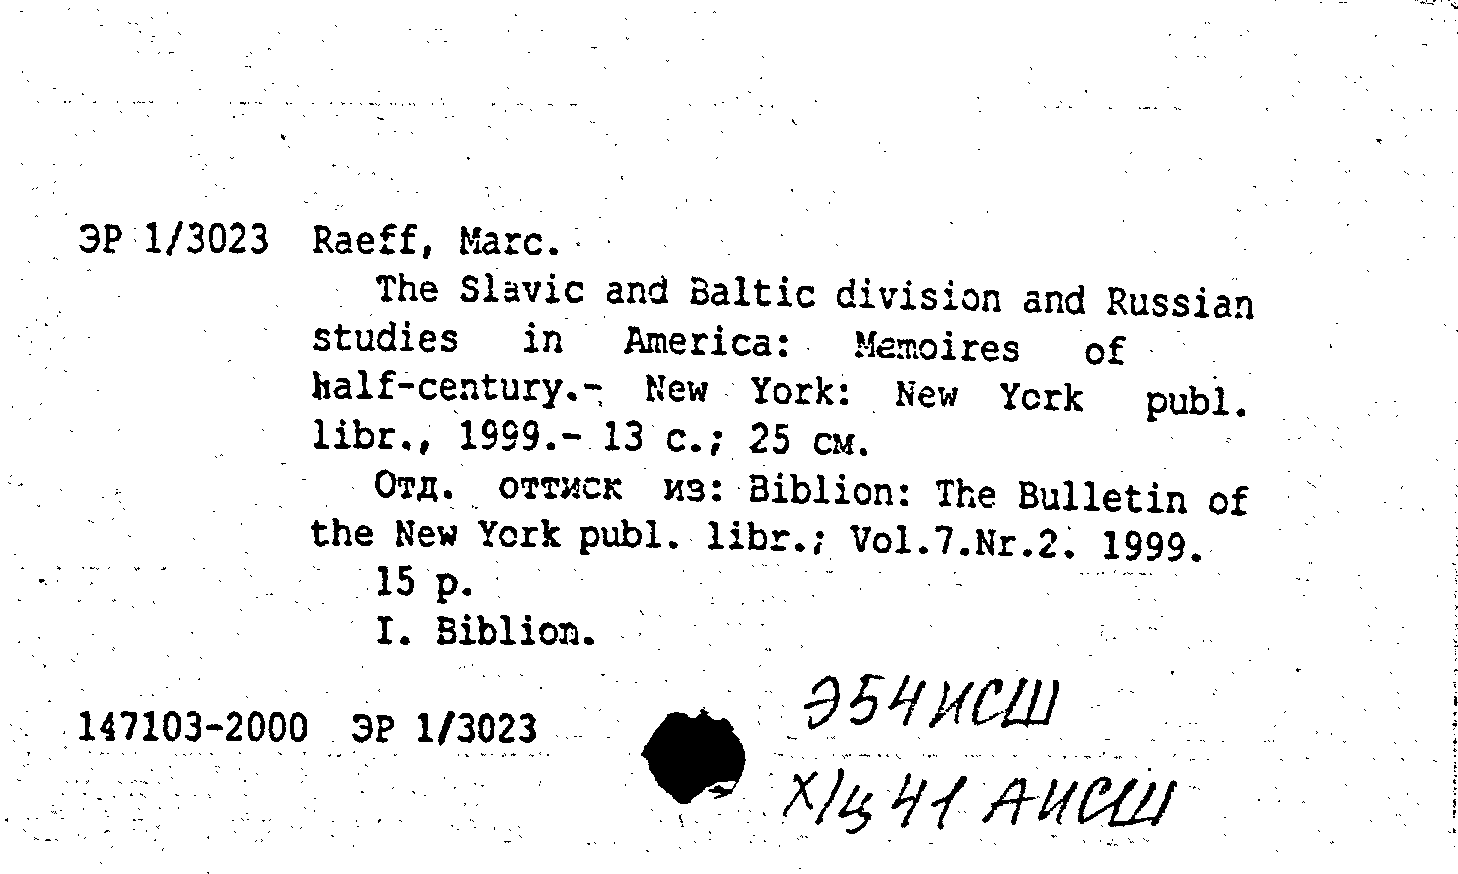 ЭР 1/3023 Raeff, Marc.
The Slavic and Baltic division and Russian
studies in America: Memoires of
half-century.- New York: New York publ.
libr., 1999.- 13 с.; 25 см.
Отд. оттиск из: Biblion: The Bulletin of
the New York publ. libr.; Vol.7.Nr.2. 1999.
15 p.
I. Biblion.
Э54ИСШ
147103-2000 ЭР 1/3023
Х/Ц41 АИСШ